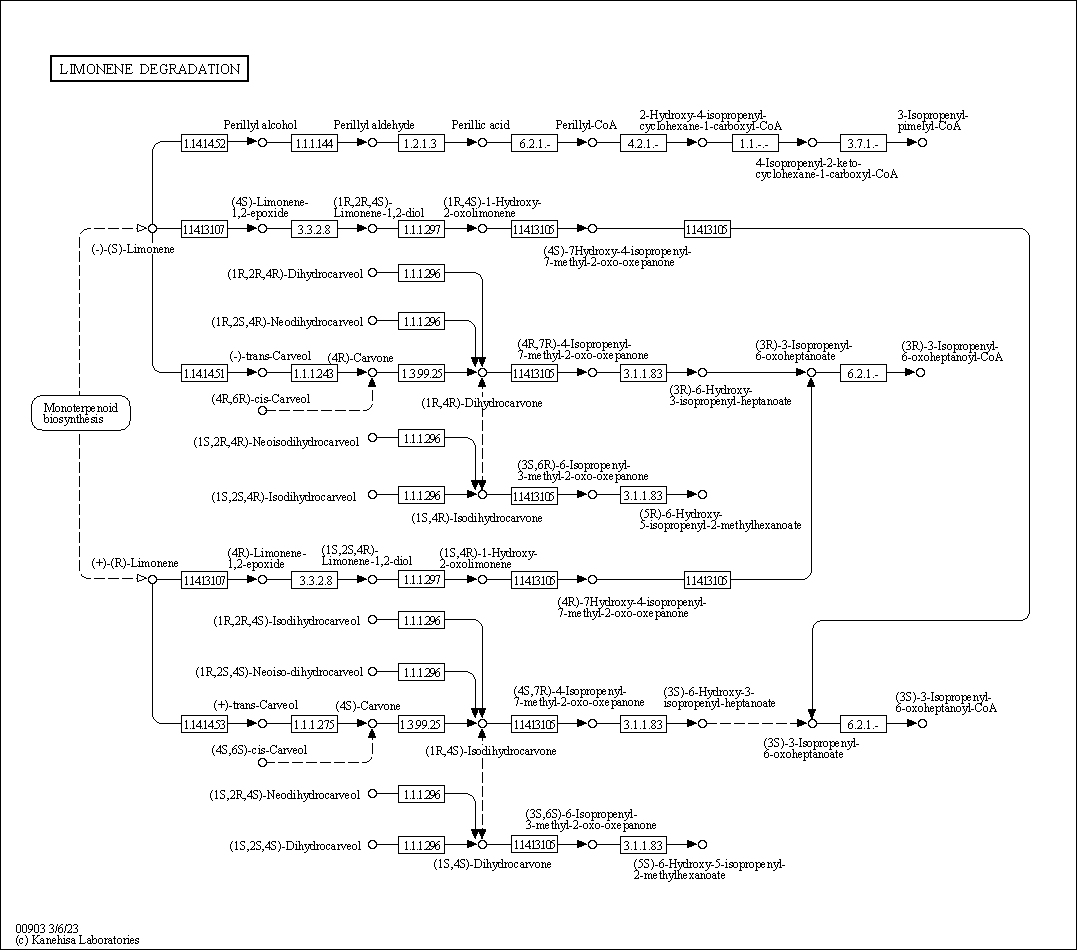 LIMONENE DEGRADATION
Perillyl alcohol
Perillyl aldehyde
Perillic acid
Perillyl-CoA
2-Hydroxy-4-isopropenyl-
cyclohexane-1-carboxyl-CoA
3-Isopropenyl-
pimelyl-CoA
1.14.14.52
1.1.1.144
1.2.1.3
6.2.1.-
4.2.1.-
1.1.-.-
3.7.1.-
4-Isopropenyl-2-keto-
cyclohexane-1-carboxyl-CoA
(4S)-Limonene-
1,2-epoxide
(1R,2R,4S)-
Limonene-1,2-diol
(1R,4S)-1-Hydroxy-
2-oxolimonene
1.14.13.107
3.3.2.8
1.1.1.297
1.14.13.105
1.14.13.105
(-)-(S)-Limonene
(4S)-7Hydroxy-4-isopropenyl-
7-methyl-2-oxo-oxepanone
(1R,2R,4R)-Dihydrocarveol
1.1.1.296
(1R,2S,4R)-Neodihydrocarveol
1.1.1.296
(-)-trans-Carveol
(4R)-Carvone
(4R,7R)-4-Isopropenyl-
7-methyl-2-oxo-oxepanone
(3R)-3-Isopropenyl-
6-oxoheptanoate
(3R)-3-Isopropenyl-
6-oxoheptanoyl-CoA
1.14.14.51
1.1.1.243
1.3.99.25
1.14.13.105
3.1.1.83
6.2.1.-
(4R,6R)-cis-Carveol
(1R,4R)-Dihydrocarvone
(3R)-6-Hydroxy-
3-isopropenyl-heptanoate
Monoterpenoid
biosynthesis
(1S,2R,4R)-Neoisodihydrocarveol
1.1.1.296
(3S,6R)-6-Isopropenyl-
3-methyl-2-oxo-oxepanone
(1S,2S,4R)-Isodihydrocarveol
1.1.1.296
1.14.13.105
3.1.1.83
(1S,4R)-Isodihydrocarvone
(5R)-6-Hydroxy-
5-isopropenyl-2-methylhexanoate
(+)-(R)-Limonene
(4R)-Limonene-
1,2-epoxide
(1S,2S,4R)-
Limonene-1,2-diol
(1S,4R)-1-Hydroxy-
2-oxolimonene
1.14.13.107
3.3.2.8
1.1.1.297
1.14.13.105
1.14.13.105
(4R)-7Hydroxy-4-isopropenyl-
7-methyl-2-oxo-oxepanone
(1R,2R,4S)-Isodihydrocarveol
1.1.1.296
(1R,2S,4S)-Neoiso-dihydrocarveol
1.1.1.296
(+)-trans-Carveol
(4S)-Carvone
(4S,7R)-4-Isopropenyl-
7-methyl-2-oxo-oxepanone
(3S)-6-Hydroxy-3-
isopropenyl-heptanoate
(3S)-3-Isopropenyl-
6-oxoheptanoyl-CoA
1.14.14.53
1.1.1.275
1.3.99.25
1.14.13.105
3.1.1.83
6.2.1.-
(4S,6S)-cis-Carveol
(1R,4S)-Isodihydrocarvone
(3S)-3-Isopropenyl-
6-oxoheptanoate
(1S,2R,4S)-Neodihydrocarveol
1.1.1.296
(3S,6S)-6-Isopropenyl-
3-methyl-2-oxo-oxepanone
(1S,2S,4S)-Dihydrocarveol
1.1.1.296
1.14.13.105
3.1.1.83
(1S,4S)-Dihydrocarvone
(5S)-6-Hydroxy-5-isopropenyl-
2-methylhexanoate
00903 3/6/23
(c) Kanehisa Laboratories